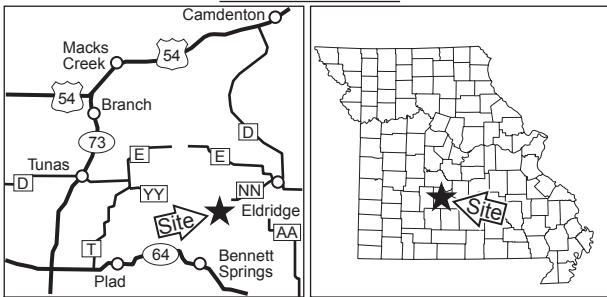 Camdenton
Macks
Creek
54
54
Branch
73
D
E
E
Tunas
D
YY
NN
Site
Eldridge
AA
T
64
Bennett
Springs
Plad
Site